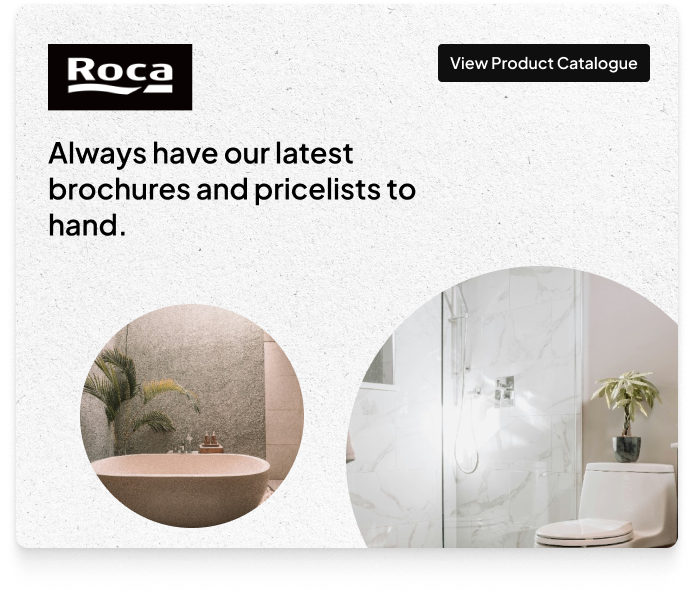 Roca
View Product Catalogue
Always have our latest
brochures and pricelists to
hand.